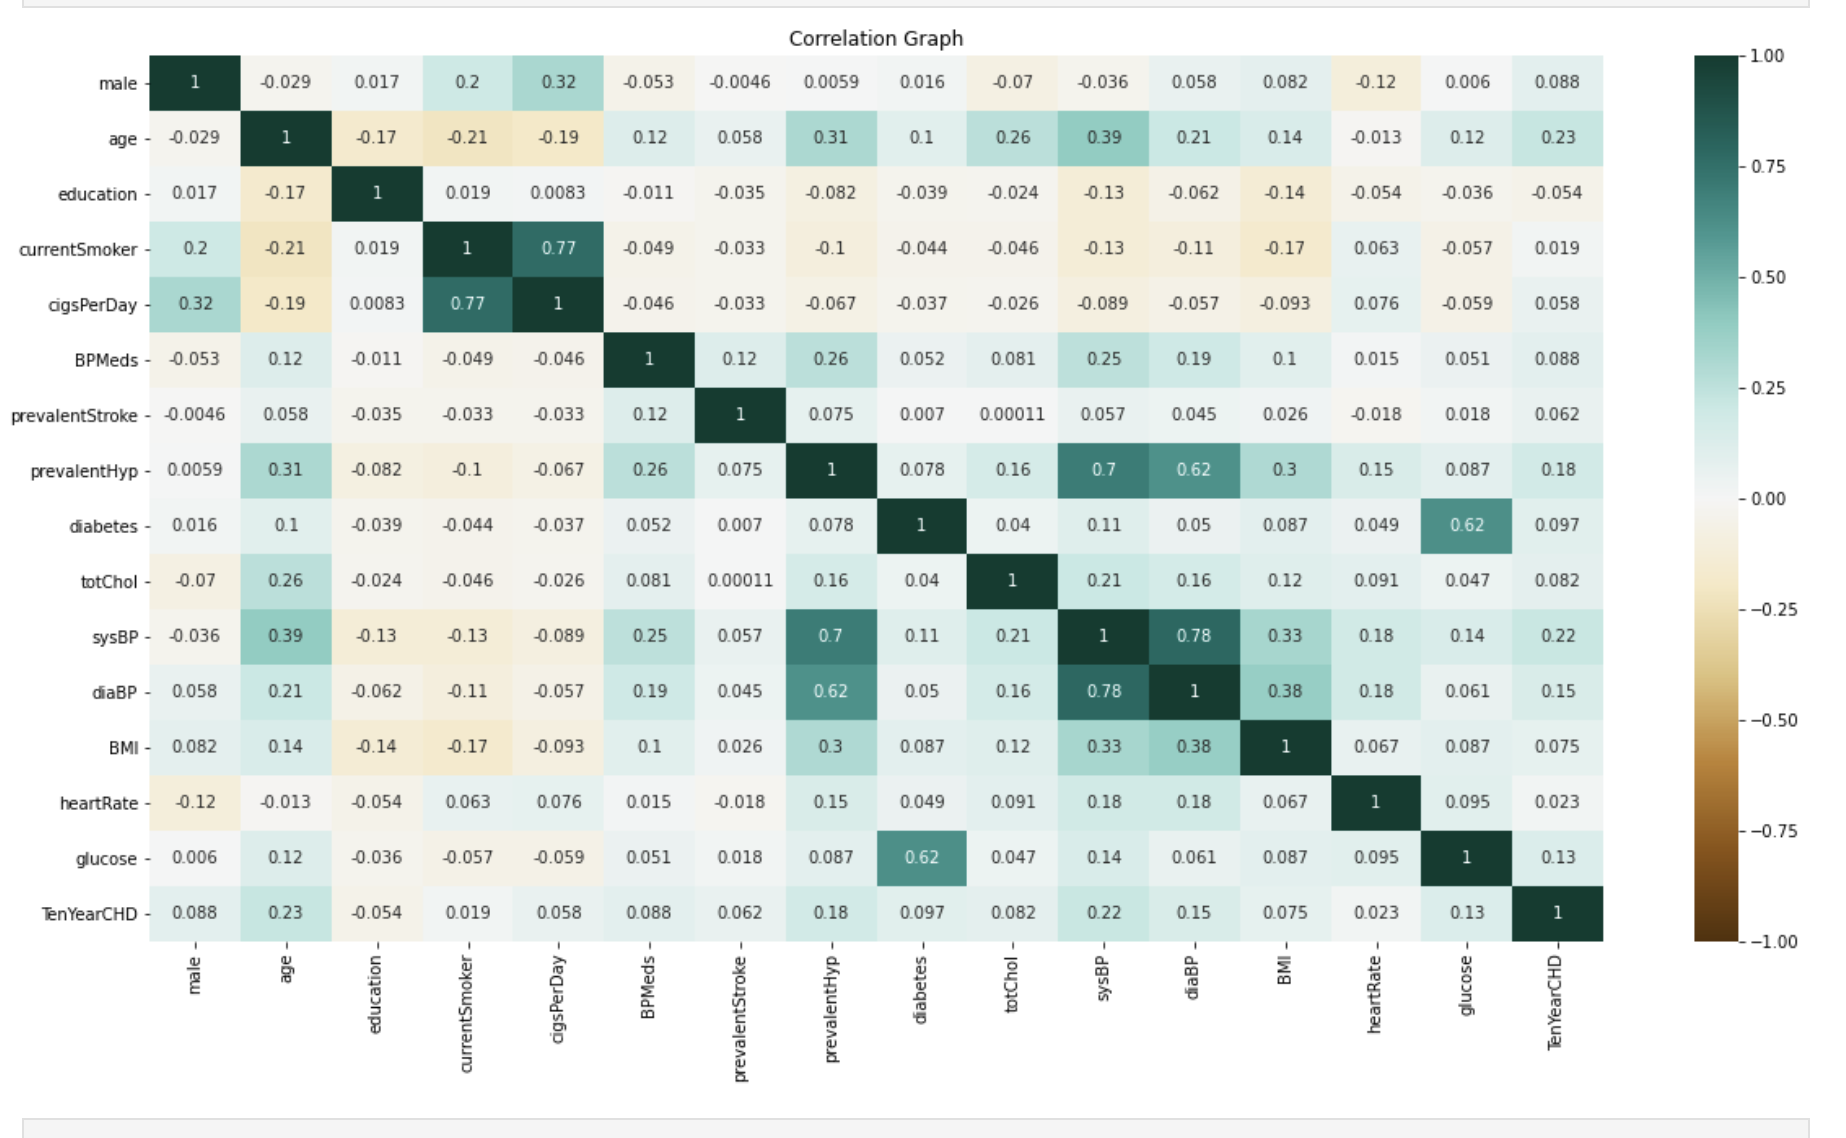 Correlation Graph
male 1 -0.029 0.017 0.2 0.32 -0.053 -0.0046 0.0059 0.016 -0.07 -0.036 0.058 0.082 -0.12 0.006 0.088
age -0.029 1 -0.17 -0.21 -0.19 0.12 0.058 0.31 0.1 0.26 0.39 0.21 0.14 -0.013 0.12 0.23
education 0.017 -0.17 1 0.019 0.0083 -0.011 -0.035 -0.082 -0.039 -0.024 -0.13 -0.062 -0.14 -0.054 -0.036 -0.054
currentSmoker 0.2 -0.21 0.019 1 0.77 -0.049 -0.033 -0.1 -0.044 -0.046 -0.13 -0.11 -0.17 0.063 -0.057 0.019
cigsPerDay 0.32 -0.19 0.0083 0.77 1 -0.046 -0.033 -0.067 -0.037 -0.026 -0.089 -0.057 -0.093 0.076 -0.059 0.058
BPMeds -0.053 0.12 -0.011 -0.049 -0.046 1 0.12 0.26 0.052 0.081 0.25 0.19 0.1 0.015 0.051 0.088
prevalentStroke -0.0046 0.058 -0.035 -0.033 -0.033 0.12 1 0.075 0.007 0.00011 0.057 0.045 0.026 -0.018 0.018 0.062
prevalentHyp 0.0059 0.31 -0.082 -0.1 -0.067 0.26 0.075 1 0.078 0.16 0.7 0.62 0.3 0.15 0.087 0.18
diabetes 0.016 0.1 -0.039 -0.044 -0.037 0.052 0.007 0.078 1 0.04 0.11 0.05 0.087 0.049 0.62 0.097
totChol -0.07 0.26 -0.024 -0.046 -0.026 0.081 0.00011 0.16 0.04 1 0.21 0.16 0.12 0.091 0.047 0.082
sysBP -0.036 0.39 -0.13 -0.13 -0.089 0.25 0.057 0.7 0.11 0.21 1 0.78 0.33 0.18 0.14 0.22
diaBP 0.058 0.21 -0.062 -0.11 -0.057 0.19 0.045 0.62 0.05 0.16 0.78 1 0.38 0.18 0.061 0.15
BMI 0.082 0.14 -0.14 -0.17 -0.093 0.1 0.026 0.3 0.087 0.12 0.33 0.38 1 0.067 0.087 0.075
heartRate -0.12 -0.013 -0.054 0.063 0.076 0.015 -0.018 0.15 0.049 0.091 0.18 0.18 0.067 1 0.095 0.023
glucose 0.006 0.12 -0.036 -0.057 -0.059 0.051 0.018 0.087 0.62 0.047 0.14 0.061 0.087 0.095 1 0.13
TenYearCHD 0.088 0.23 -0.054 0.019 0.058 0.088 0.062 0.18 0.097 0.082 0.22 0.15 0.075 0.023 0.13 1
male age education currentSmoker cigsPerDay BPMeds prevalentStroke prevalentHyp diabetes totChol sysBP diaBP BMI heartRate glucose TenYearCHD
1.00
0.75
0.50
0.25
0.00
−0.25
−0.50
−0.75
−1.00